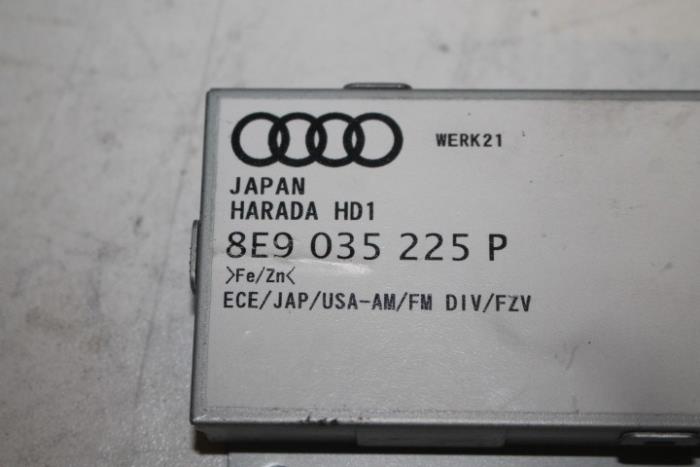 WERK21
JAPAN
HARADA HD1
8E9 035 225 P
>Fe/Zn<
ECE/JAP/USA-AM/FM DIV/FZV